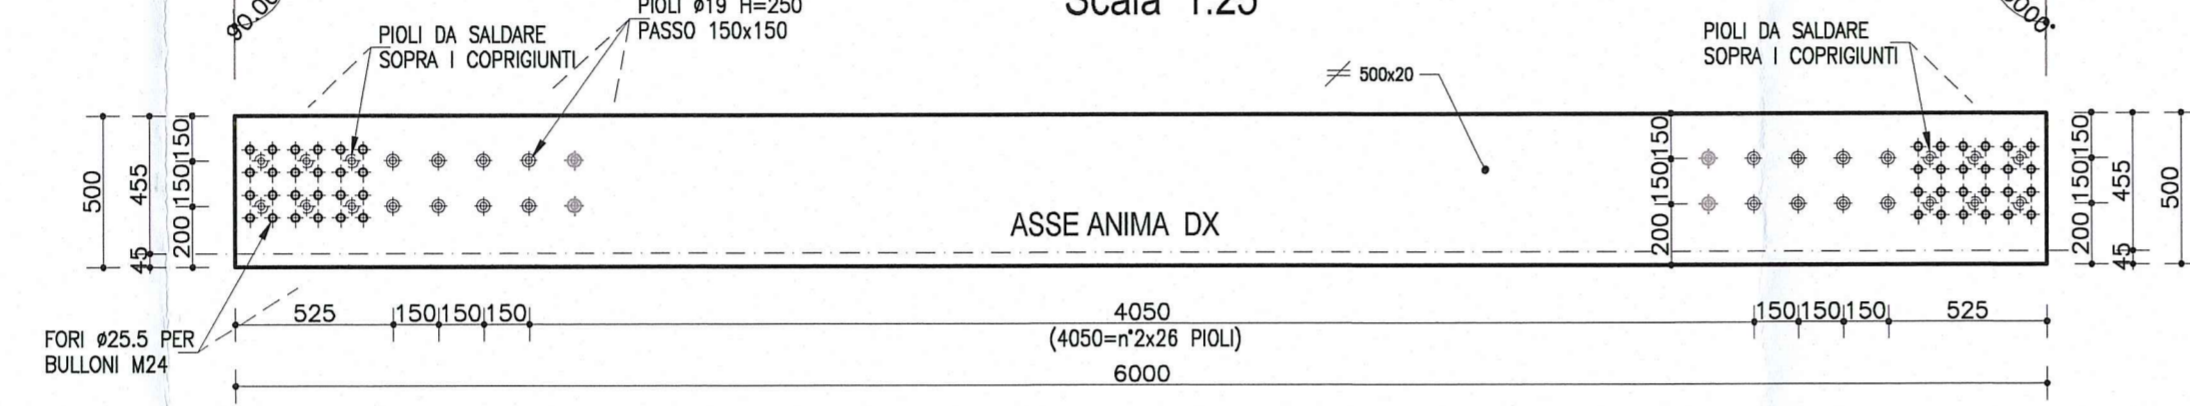 90.00
PIOLI ø19 H=250
PASSO 150x150
Scala 1:25
PIOLI DA SALDARE
SOPRA I COPRIGIUNTI
PIOLI DA SALDARE
SOPRA I COPRIGIUNTI
500x20
500
455
45
150
150
200
150
150
200
150
150
200
455
45
500
ASSE ANIMA DX
525
150
150
150
4050
(4050=n°2x26 PIOLI)
150
150
150
525
6000
FORI ø25.5 PER
BULLONI M24